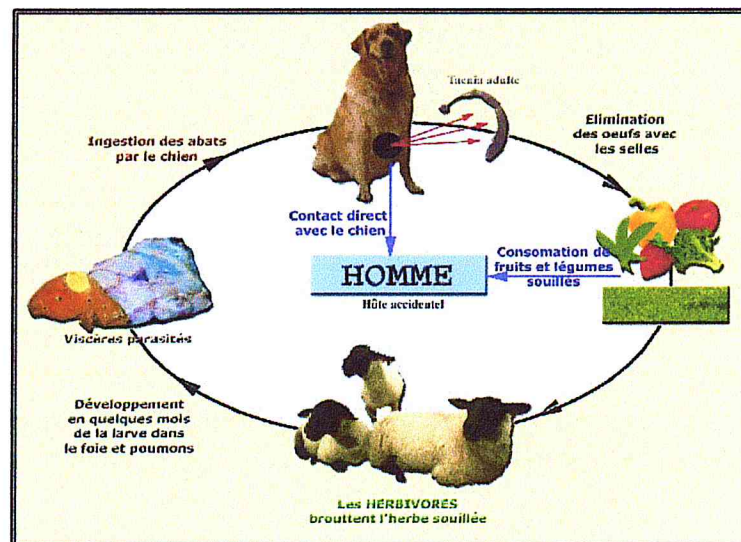 Taenia adulte
Elimination
des oeufs avec
les selles
Ingestion des abats
par le chien
Contact direct
avec le chien
Consomation de
fruits et légumes
souillés
HOMME
Hôte accidentel
Viscères parasités
Développement
en quelques mois
de la larve dans
le foie et poumons
Les HERBIVORES
brouttent l'herbe souillée